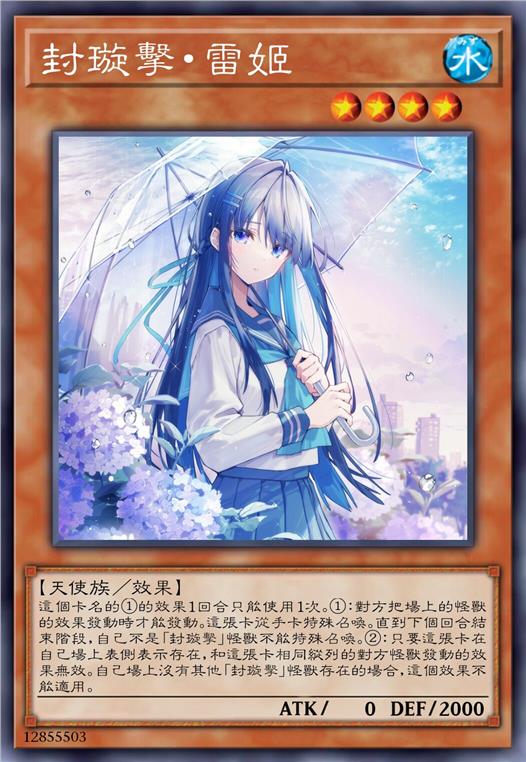 封璇擊・雷姬
みず
水
【天使族／效果】
這個卡名的①的效果1回合只能使用1次。①：對方把場上的怪獸
的效果發動時才能發動。這張卡從手卡特殊召喚。直到下個回合結
束階段，自己不是「封璇擊」怪獸不能特殊召喚。②：只要這張卡在
自己場上表側表示存在，和這張卡相同縱列的對方怪獸發動的效
果無效。自己場上沒有其他「封璇擊」怪獸存在的場合，這個效果不
能適用。
ATK/ 0 DEF/2000
12855503